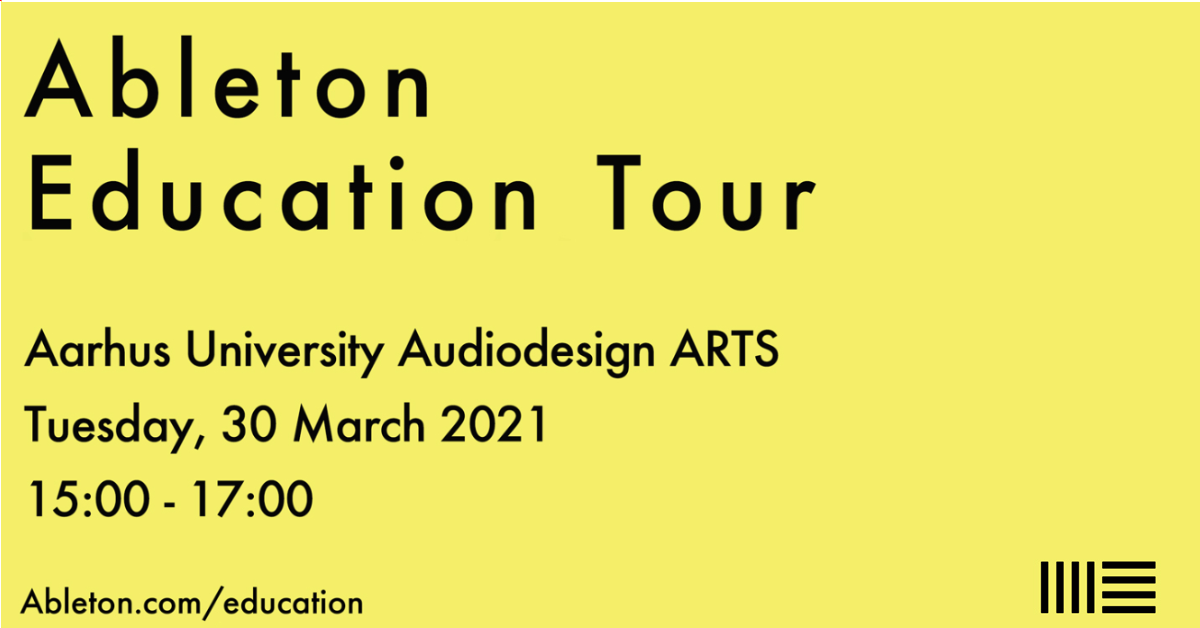 Ableton
Education Tour
Aarhus University Audiodesign ARTS
Tuesday, 30 March 2021
15:00 - 17:00
Ableton.com/education